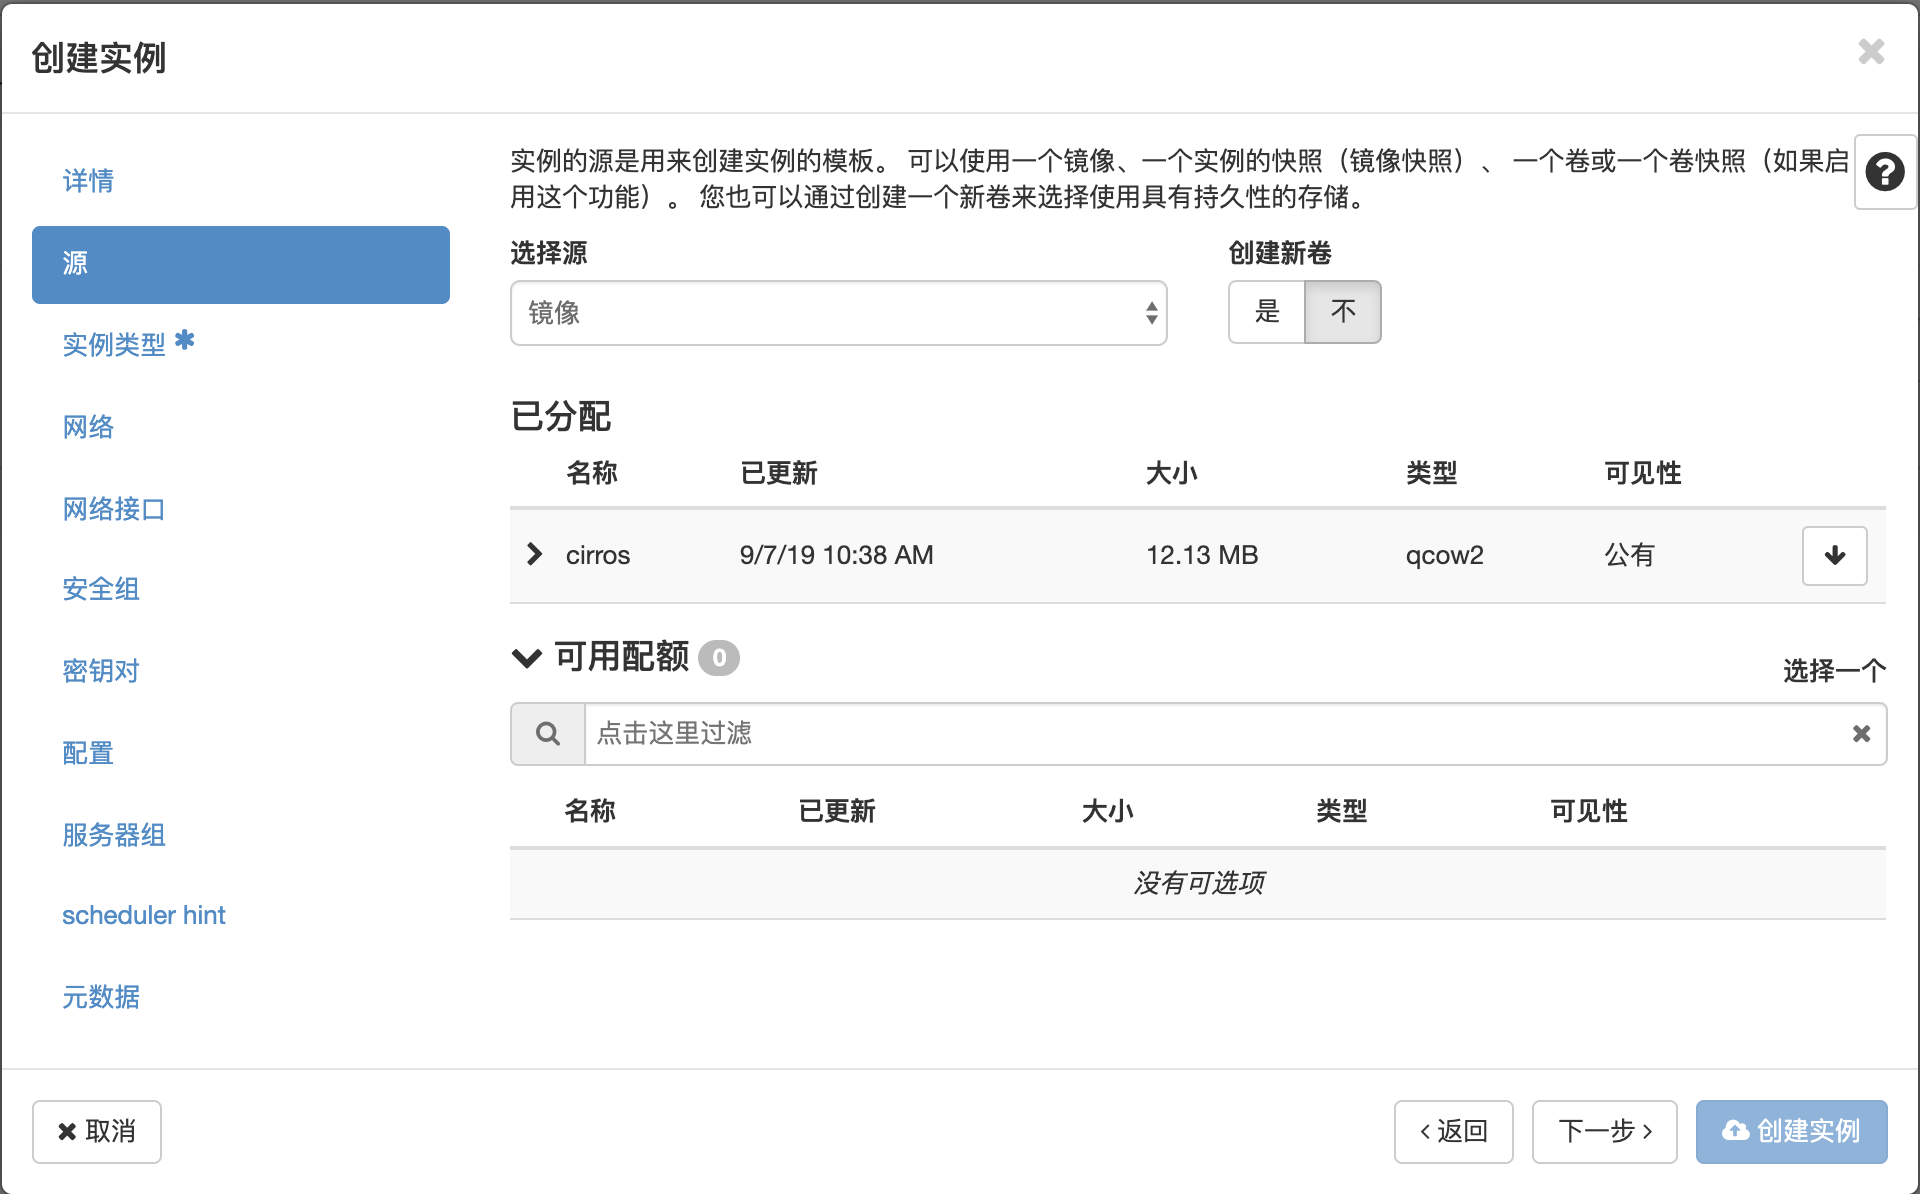 创建实例
详情
源
实例类型
网络
网络接口
安全组
密钥对
配置
服务器组
scheduler hint
元数据
实例的源是用来创建实例的模板。 可以使用一个镜像、一个实例的快照（镜像快照）、 一个卷或一个卷快照（如果启
用这个功能）。 您也可以通过创建一个新卷来选择使用具有持久性的存储。
选择源 创建新卷
镜像 是 不
已分配
名称 已更新 大小 类型 可见性
cirros 9/7/19 10:38 AM 12.13 MB qcow2 公有
可用配额 0
选择一个
点击这里过滤
名称 已更新 大小 类型 可见性
没有可选项
取消 返回 下一步 创建实例